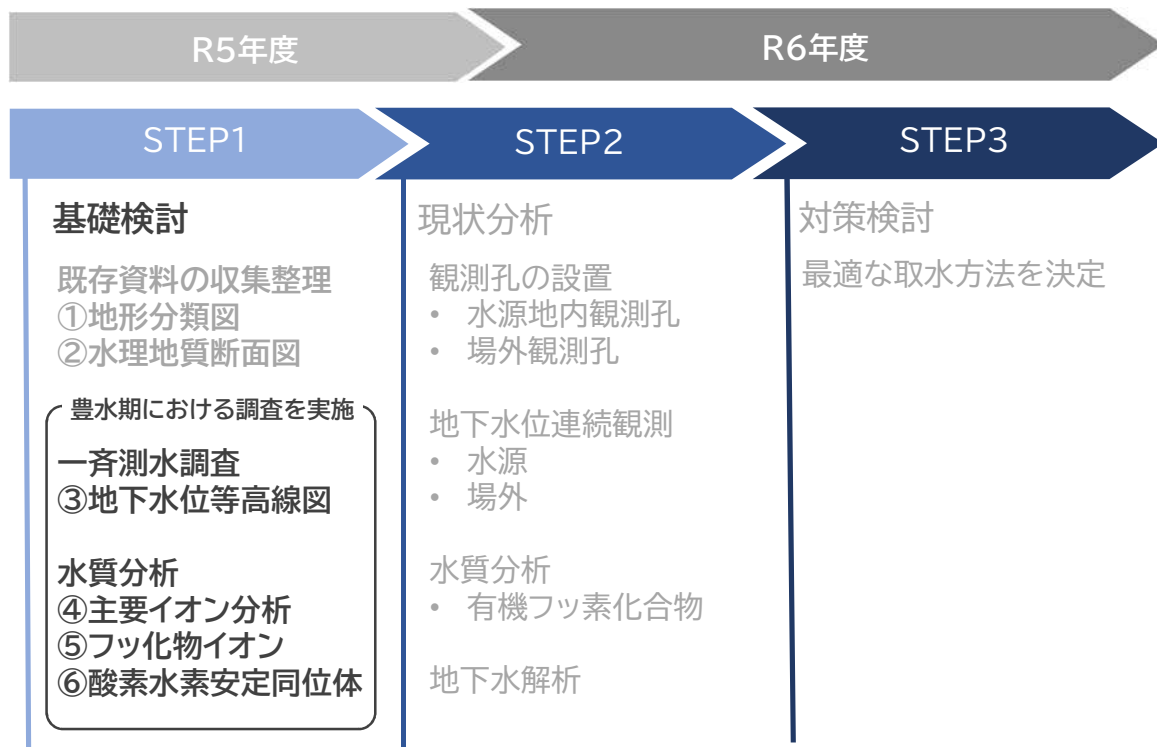 R5年度
R6年度
STEP1
STEP2
STEP3
基礎検討
既存資料の収集整理
①地形分類図
②水理地質断面図
豊水期における調査を実施
一斉測水調査
③地下水位等高線図
水質分析
④主要イオン分析
⑤フッ化物イオン
⑥酸素水素安定同位体
現状分析
観測孔の設置
• 水源地内観測孔
• 場外観測孔
地下水位連続観測
• 水源
• 場外
水質分析
• 有機フッ素化合物
地下水解析
対策検討
最適な取水方法を決定